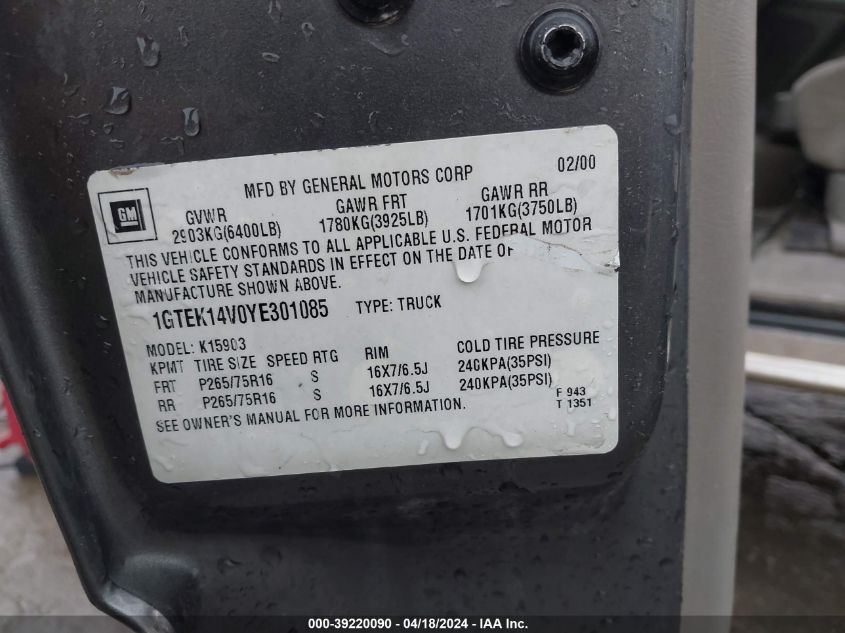 MFD BY GENERAL MOTORS CORP 02/00
GM
GVWR GAWR FRT GAWR RR
2903KG(6400LB) 1780KG(3925LB) 1701KG(3750LB)
THIS VEHICLE CONFORMS TO ALL APPLICABLE U.S. FEDERAL MOTOR
VEHICLE SAFETY STANDARDS IN EFFECT ON THE DATE OF
MANUFACTURE SHOWN ABOVE.
1GTEK14V0YE301085 TYPE: TRUCK
MODEL: K15903
KPMT TIRE SIZE SPEED RTG RIM COLD TIRE PRESSURE
FRT P265/75R16 S 16X7/6.5J 240KPA(35PSI)
RR P265/75R16 S 16X7/6.5J 240KPA(35PSI)
SEE OWNER'S MANUAL FOR MORE INFORMATION.
F 943
T 1351
000-39220090 - 04/18/2024 - IAA Inc.